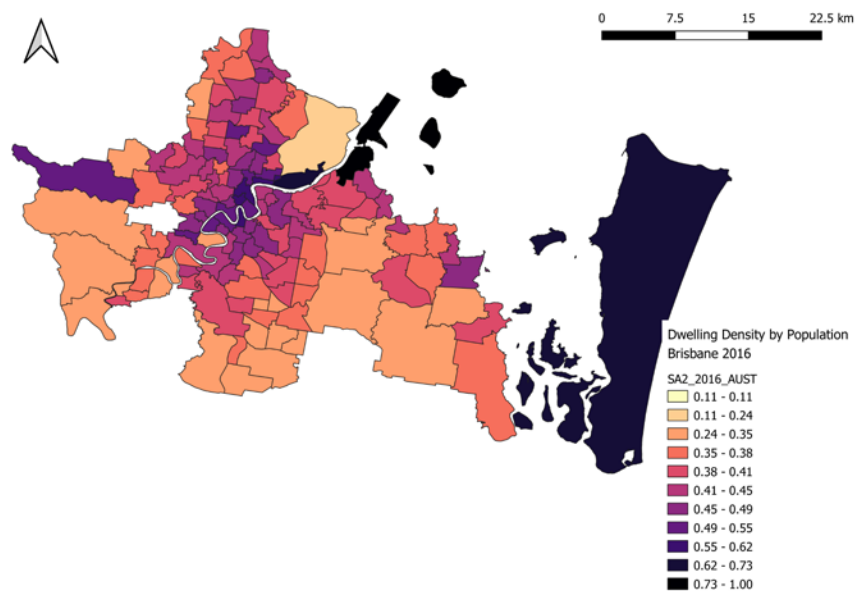 0 7.5 15 22.5 km
Dwelling Density by Population
Brisbane 2016
SA2_2016_AUST
0.11 - 0.11
0.11 - 0.24
0.24 - 0.35
0.35 - 0.38
0.38 - 0.41
0.41 - 0.45
0.45 - 0.49
0.49 - 0.55
0.55 - 0.62
0.62 - 0.73
0.73 - 1.00